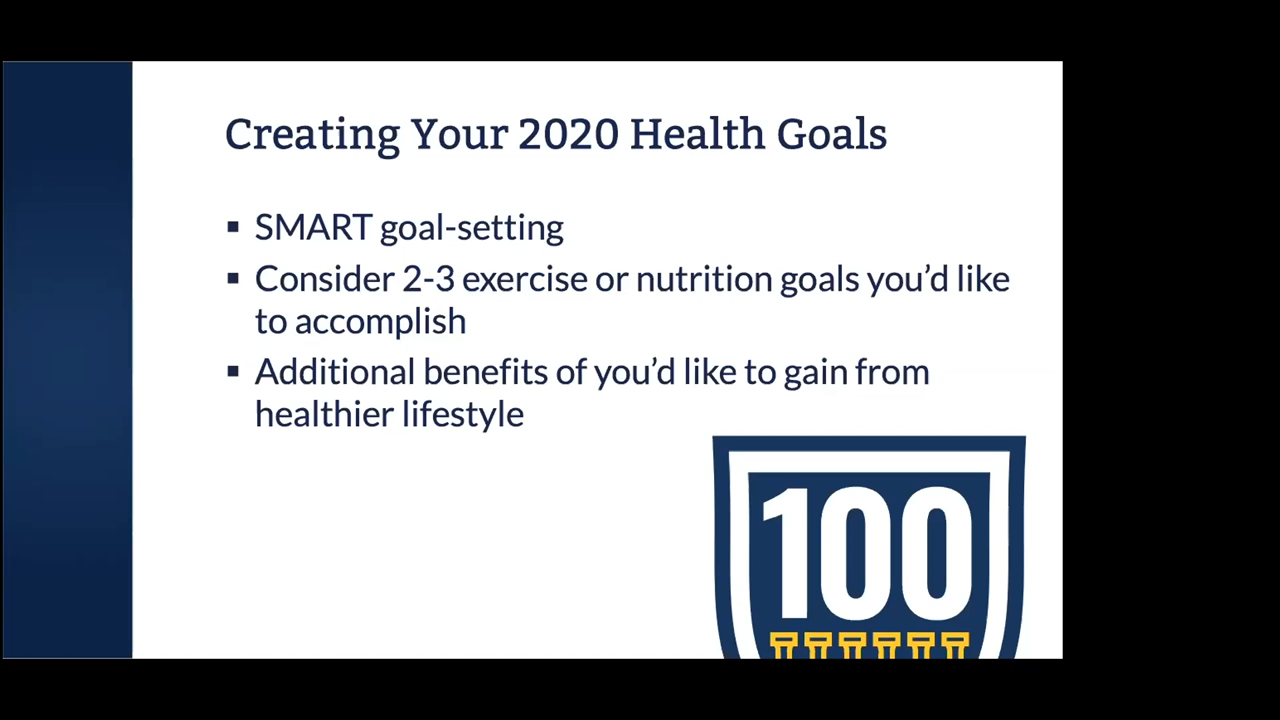 Creating Your 2020 Health Goals
▪ SMART goal-setting
▪ Consider 2-3 exercise or nutrition goals you’d like
to accomplish
▪ Additional benefits of you’d like to gain from
healthier lifestyle
100